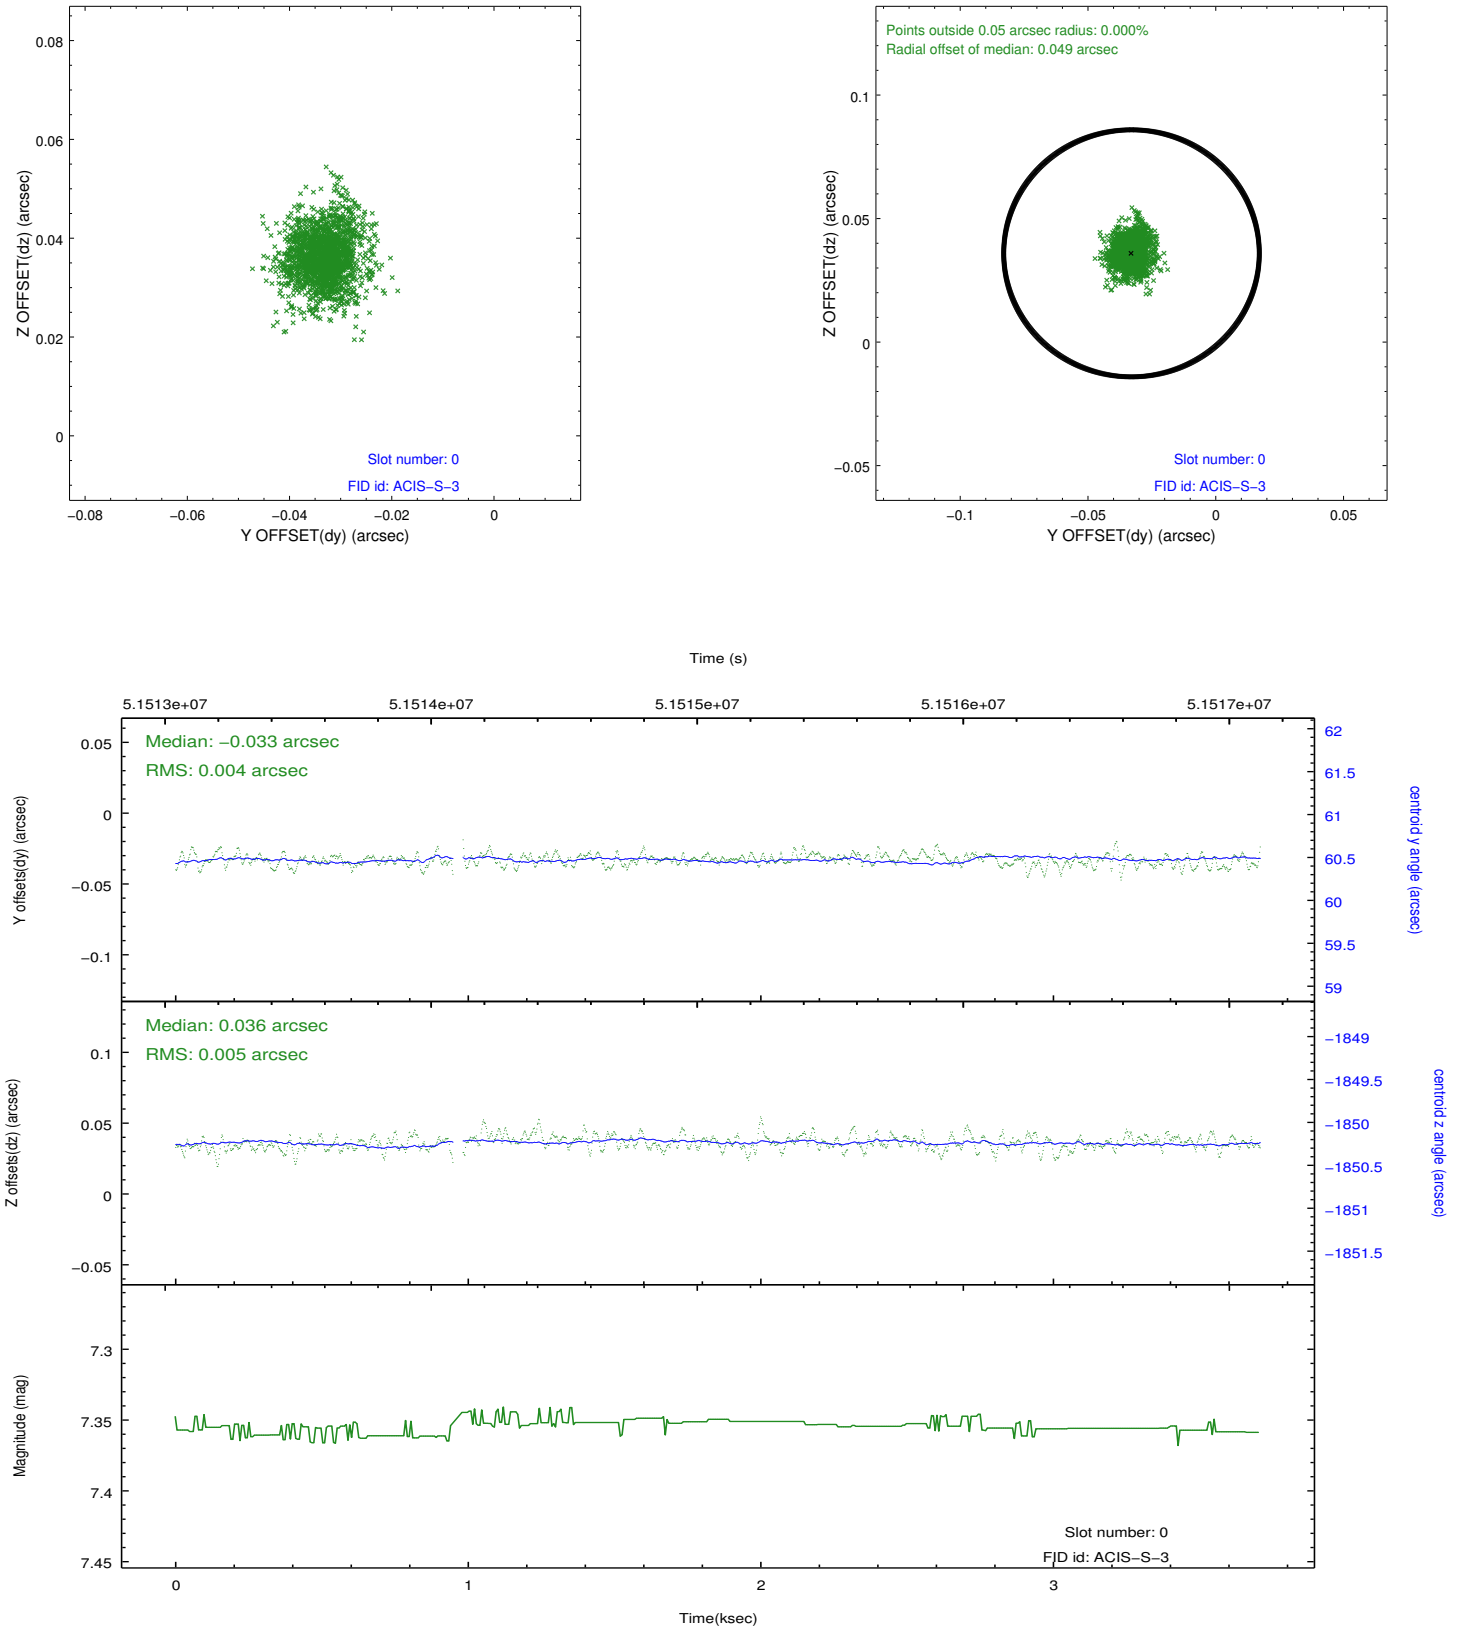 0.08
0.06
0.04
0.02
0
Z OFFSET(dz) (arcsec)
Slot number: 0
FID id: ACIS−S−3
−0.08 −0.06 −0.04 −0.02 0
Y OFFSET(dy) (arcsec)
Points outside 0.05 arcsec radius: 0.000%
Radial offset of median: 0.049 arcsec
0.1
0.05
0
−0.05
Z OFFSET(dz) (arcsec)
Slot number: 0
FID id: ACIS−S−3
−0.1 −0.05 0 0.05
Y OFFSET(dy) (arcsec)
Time (s)
5.1513e+07 5.1514e+07 5.1515e+07 5.1516e+07 5.1517e+07
Median: −0.033 arcsec
RMS: 0.004 arcsec
0.05
0
−0.05
−0.1
Y offsets(dy) (arcsec)
62
61.5
61
60.5
60
59.5
59
centroid y angle (arcsec)
Median: 0.036 arcsec
RMS: 0.005 arcsec
0.1
0.05
0
−0.05
Z offsets(dz) (arcsec)
−1849
−1849.5
−1850
−1850.5
−1851
−1851.5
centroid z angle (arcsec)
7.3
7.35
7.4
7.45
Magnitude (mag)
Slot number: 0
FID id: ACIS−S−3
0 1 2 3
Time(ksec)